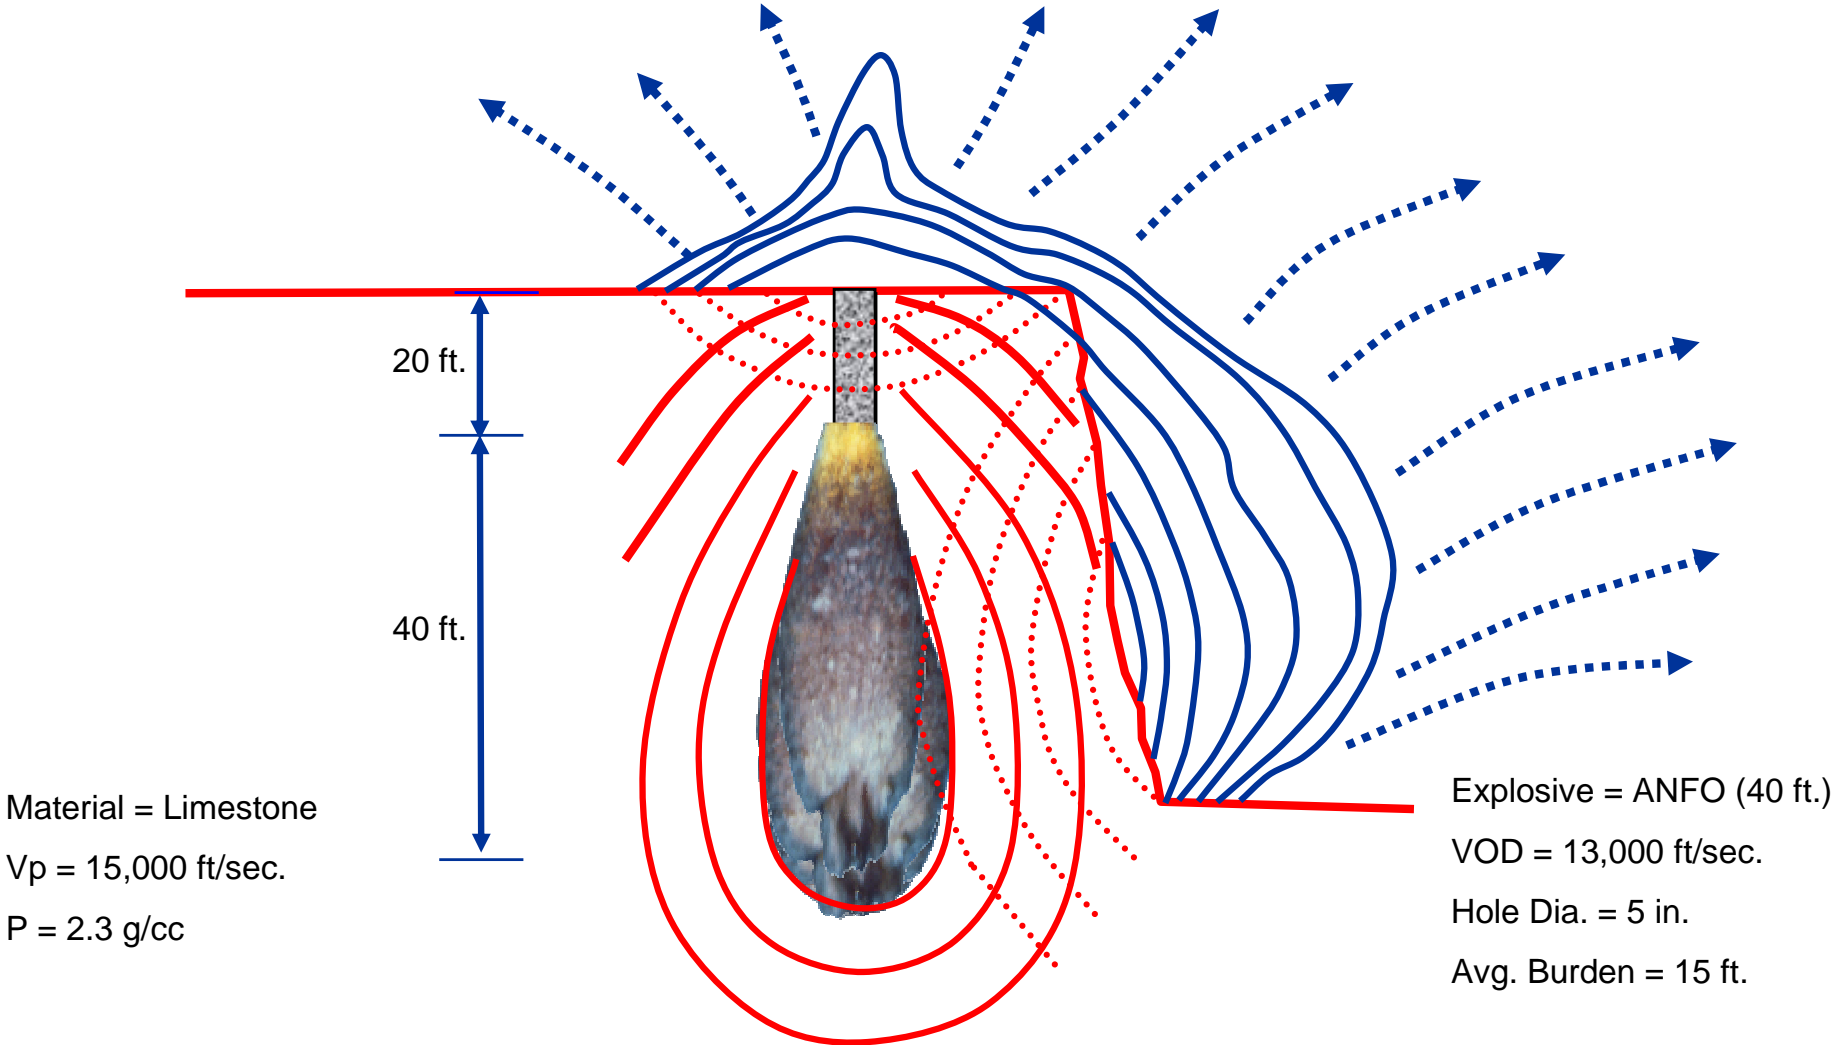 20 ft.
40 ft.
Material = Limestone
Vp = 15,000 ft/sec.
P = 2.3 g/cc
Explosive = ANFO (40 ft.)
VOD = 13,000 ft/sec.
Hole Dia. = 5 in.
Avg. Burden = 15 ft.